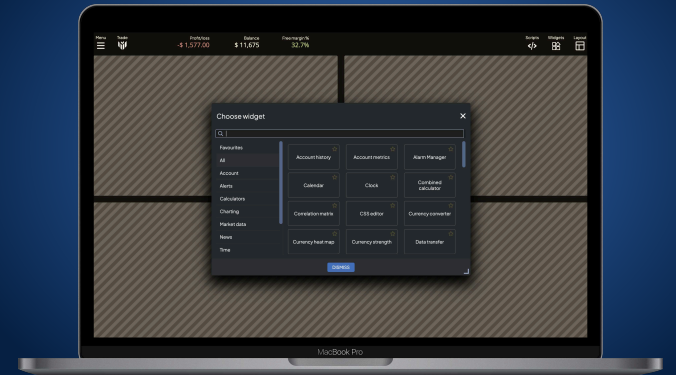 Menu
Trade
Profit/loss
-$ 1,577.00
Balance
$ 11,675
Free margin %
32.7%
Scripts
Widgets
Layout
Choose widget
Favourites
All
Account
Alerts
Calculators
Charting
Market data
News
Time
Account history
Account metrics
Alarm Manager
Calendar
Clock
Combined
calculator
Correlation matrix
CSS editor
Currency converter
Currency heat map
Currency strength
Data transfer
DISMISS
MacBook Pro